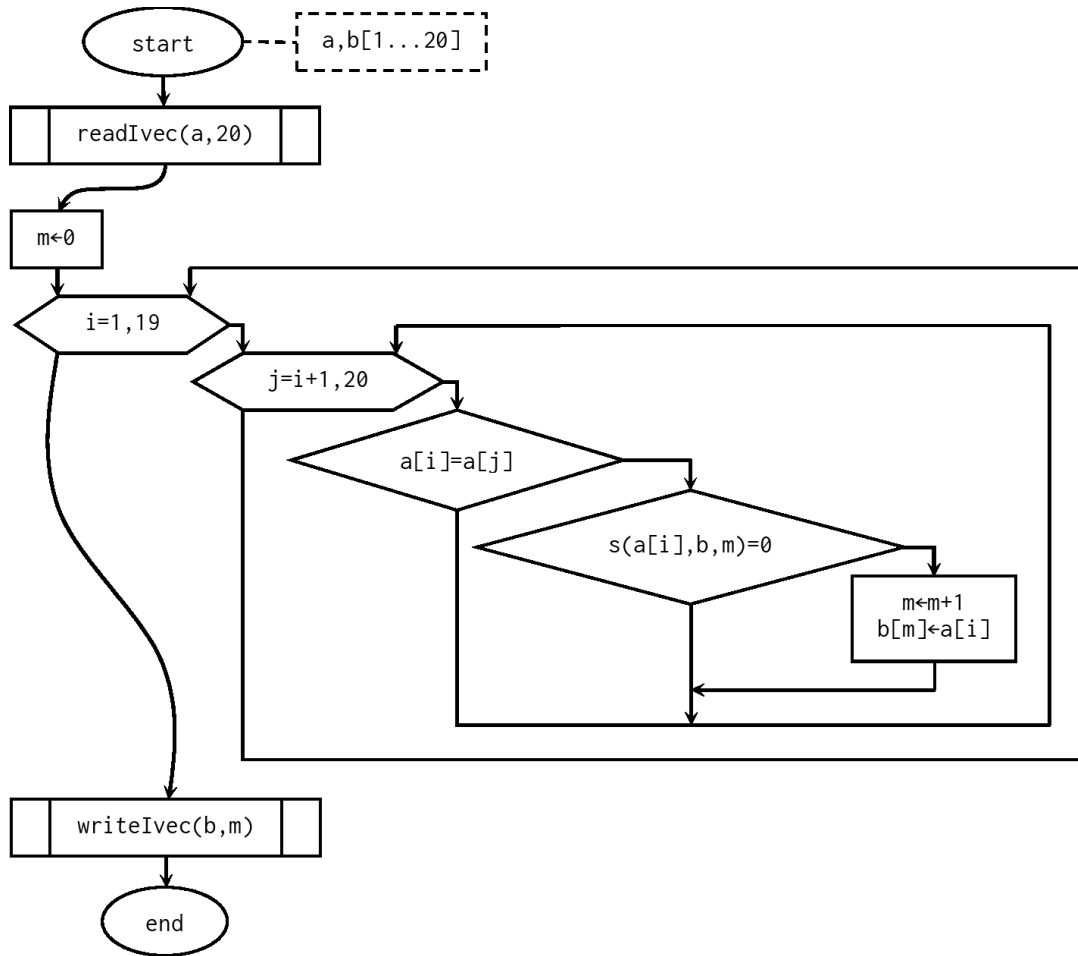 start
a,b[1...20]
readIvec(a,20)
m←0
i=1,19
j=i+1,20
a[i]=a[j]
s(a[i],b,m)=0
m←m+1
b[m]←a[i]
writeIvec(b,m)
end